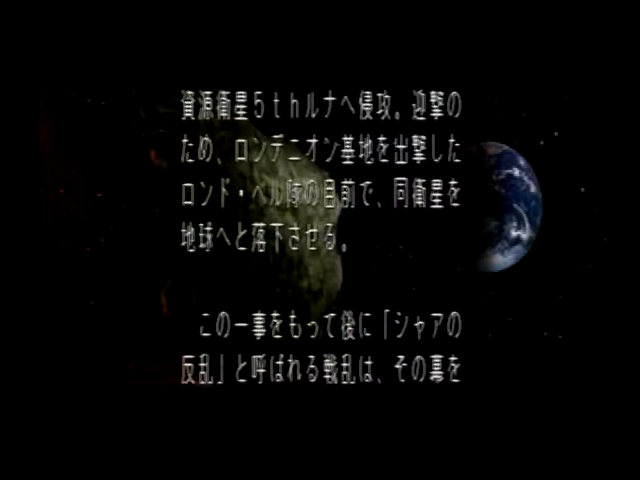 資源衛星5thルナへ侵攻。迎撃の
ため、ロンデニオン基地を出撃した
ロンド・ベル隊の目前で、同衛星を
地球へと落下させる。
この一事をもって後に「シャアの
反乱」と呼ばれる戦乱は、その幕を